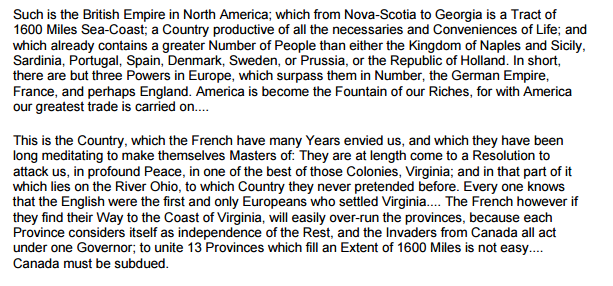 Such is the British Empire in North America; which from Nova-Scotia to Georgia is a Tract of
1600 Miles Sea-Coast; a Country productive of all the necessaries and Conveniences of Life; and
which already contains a greater Number of People than either the Kingdom of Naples and Sicily,
Sardinia, Portugal, Spain, Denmark, Sweden, or Prussia, or the Republic of Holland. In short,
there are but three Powers in Europe, which surpass them in Number, the German Empire,
France, and perhaps England. America is become the Fountain of our Riches, for with America
our greatest trade is carried on....

This is the Country, which the French have many Years envied us, and which they have been
long meditating to make themselves Masters of: They are at length come to a Resolution to
attack us, in profound Peace, in one of the best of those Colonies, Virginia; and in that part of it
which lies on the River Ohio, to which Country they never pretended before. Every one knows
that the English were the first and only Europeans who settled Virginia.... The French however if
they find their Way to the Coast of Virginia, will easily over-run the provinces, because each
Province considers itself as independence of the Rest, and the Invaders from Canada all act
under one Governor; to unite 13 Provinces which fill an Extent of 1600 Miles is not easy....
Canada must be subdued.